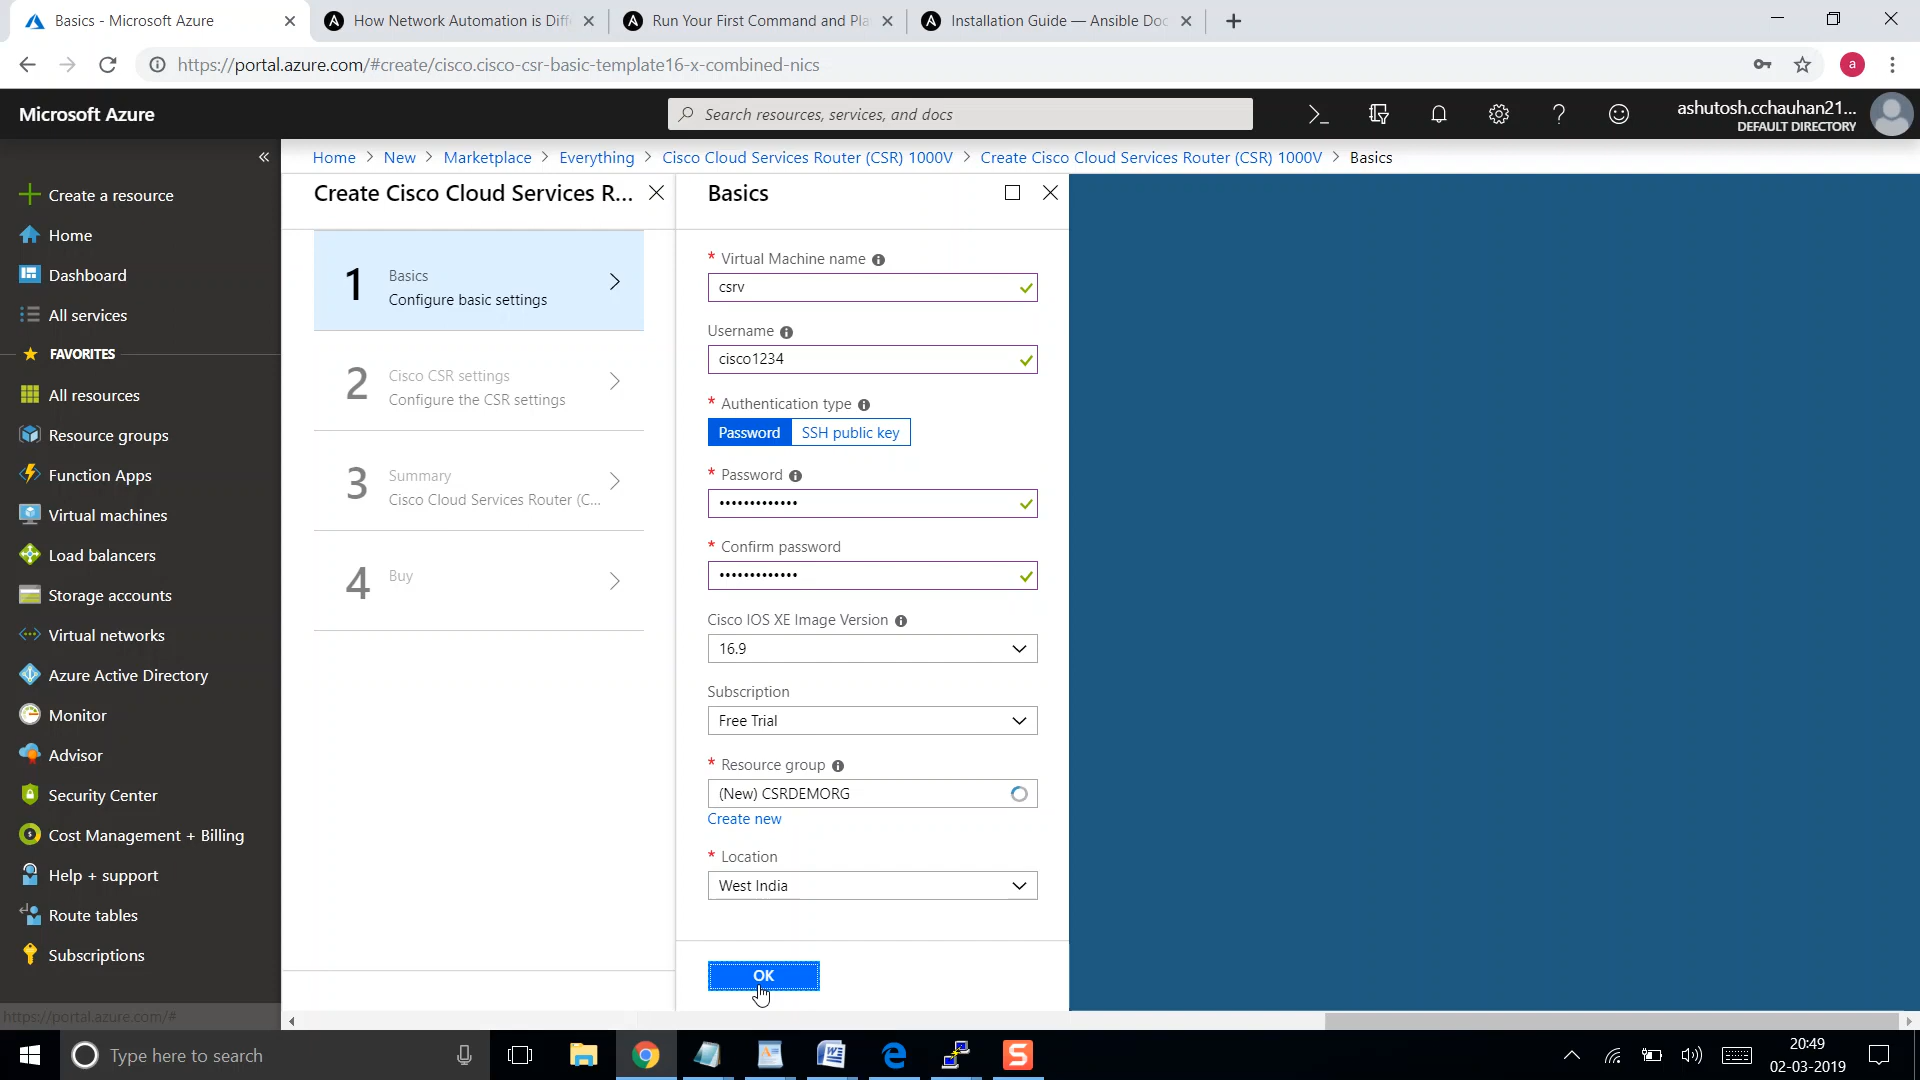 Basics - Microsoft Azure
How Network Automation is Diff
Run Your First Command and Pla
Installation Guide — Ansible Doc
https://portal.azure.com/#create/cisco.cisco-csr-basic-template16-x-combined-nics
a
Microsoft Azure
Search resources, services, and docs
ashutosh.cchauhan21...
DEFAULT DIRECTORY
Home > New > Marketplace > Everything > Cisco Cloud Services Router (CSR) 1000V > Create Cisco Cloud Services Router (CSR) 1000V > Basics
Create a resource
Home
Dashboard
All services
FAVORITES
All resources
Resource groups
Function Apps
Virtual machines
Load balancers
Storage accounts
Virtual networks
Azure Active Directory
Monitor
Advisor
Security Center
Cost Management + Billing
Help + support
Route tables
Subscriptions
https://portal.azure.com/#
Create Cisco Cloud Services R...
1
Basics
Configure basic settings
2
Cisco CSR settings
Configure the CSR settings
3
Summary
Cisco Cloud Services Router (C...
4
Buy
Basics
* Virtual Machine name
csrv
Username
cisco1234
* Authentication type
Password SSH public key
* Password
•••••••••••••
* Confirm password
•••••••••••••
Cisco IOS XE Image Version
16.9
Subscription
Free Trial
* Resource group
(New) CSRDEMORG
Create new
* Location
West India
OK
Type here to search
20:49
02-03-2019